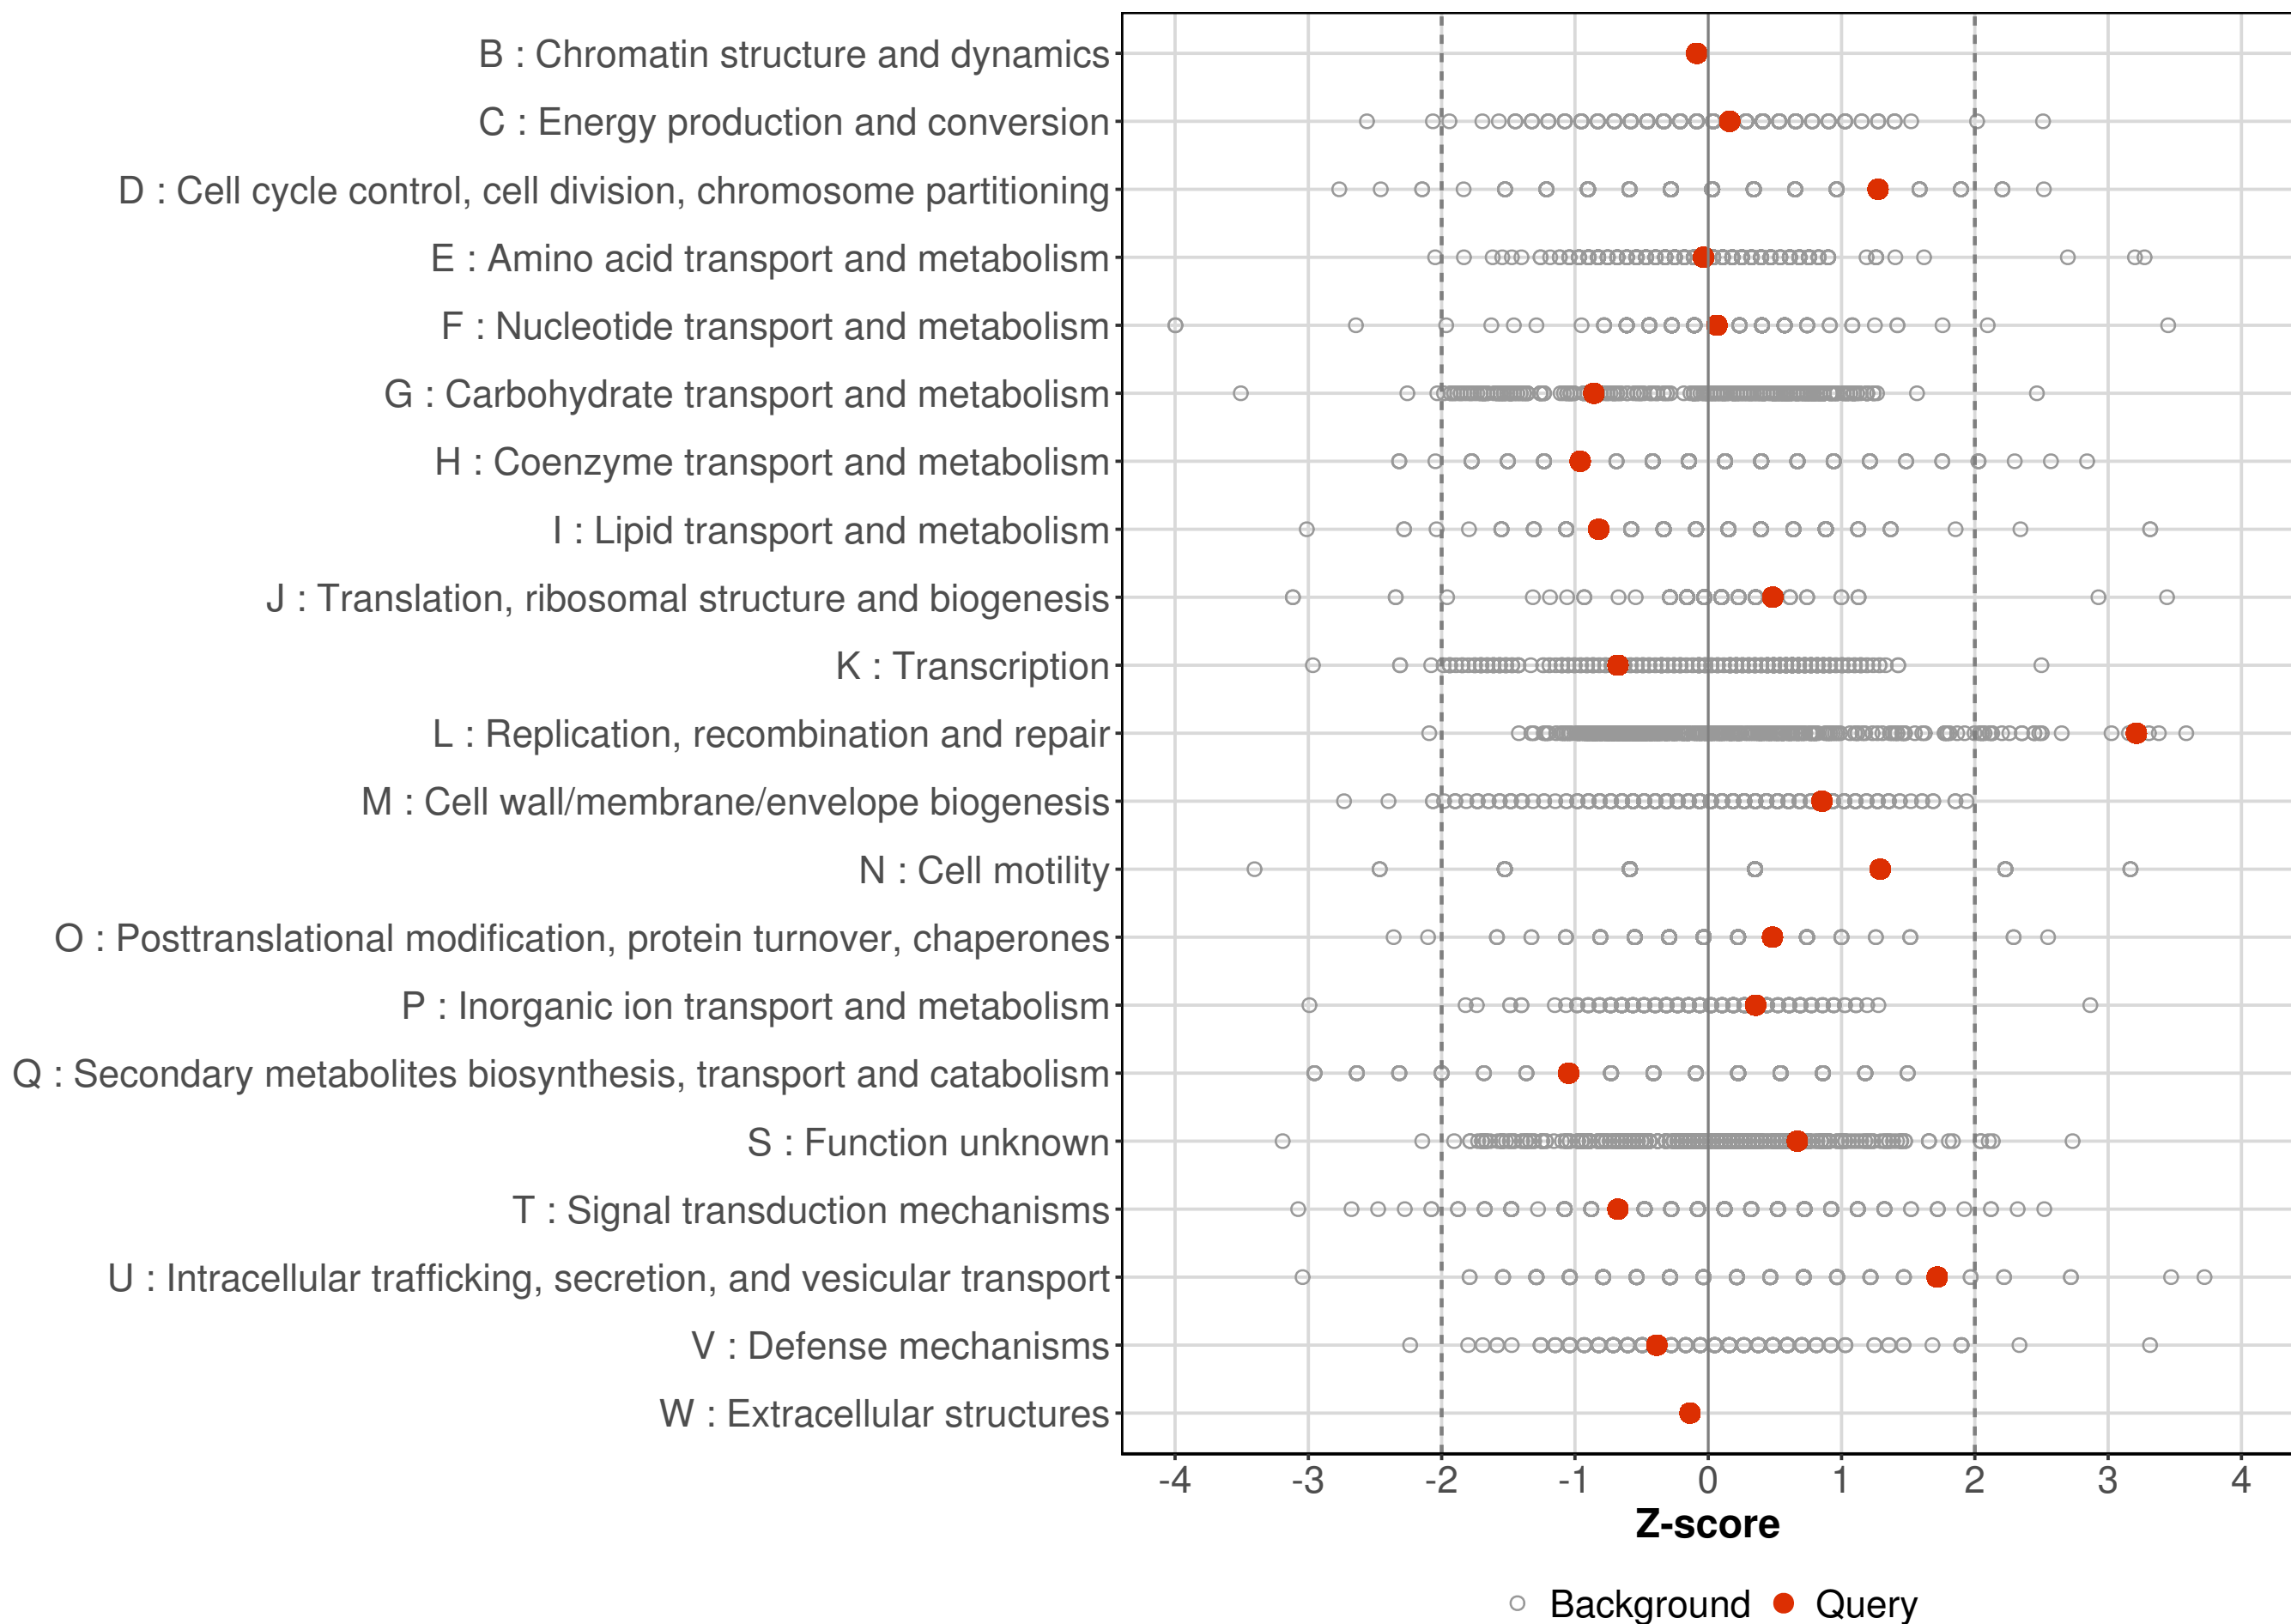 B : Chromatin structure and dynamics
C : Energy production and conversion
D : Cell cycle control, cell division, chromosome partitioning
E : Amino acid transport and metabolism
F : Nucleotide transport and metabolism
G : Carbohydrate transport and metabolism
H : Coenzyme transport and metabolism
I : Lipid transport and metabolism
J : Translation, ribosomal structure and biogenesis
K : Transcription
L : Replication, recombination and repair
M : Cell wall/membrane/envelope biogenesis
N : Cell motility
O : Posttranslational modification, protein turnover, chaperones
P : Inorganic ion transport and metabolism
Q : Secondary metabolites biosynthesis, transport and catabolism
S : Function unknown
T : Signal transduction mechanisms
U : Intracellular trafficking, secretion, and vesicular transport
V : Defense mechanisms
W : Extracellular structures
-4 -3 -2 -1 0 1 2 3 4
Z-score
Background Query